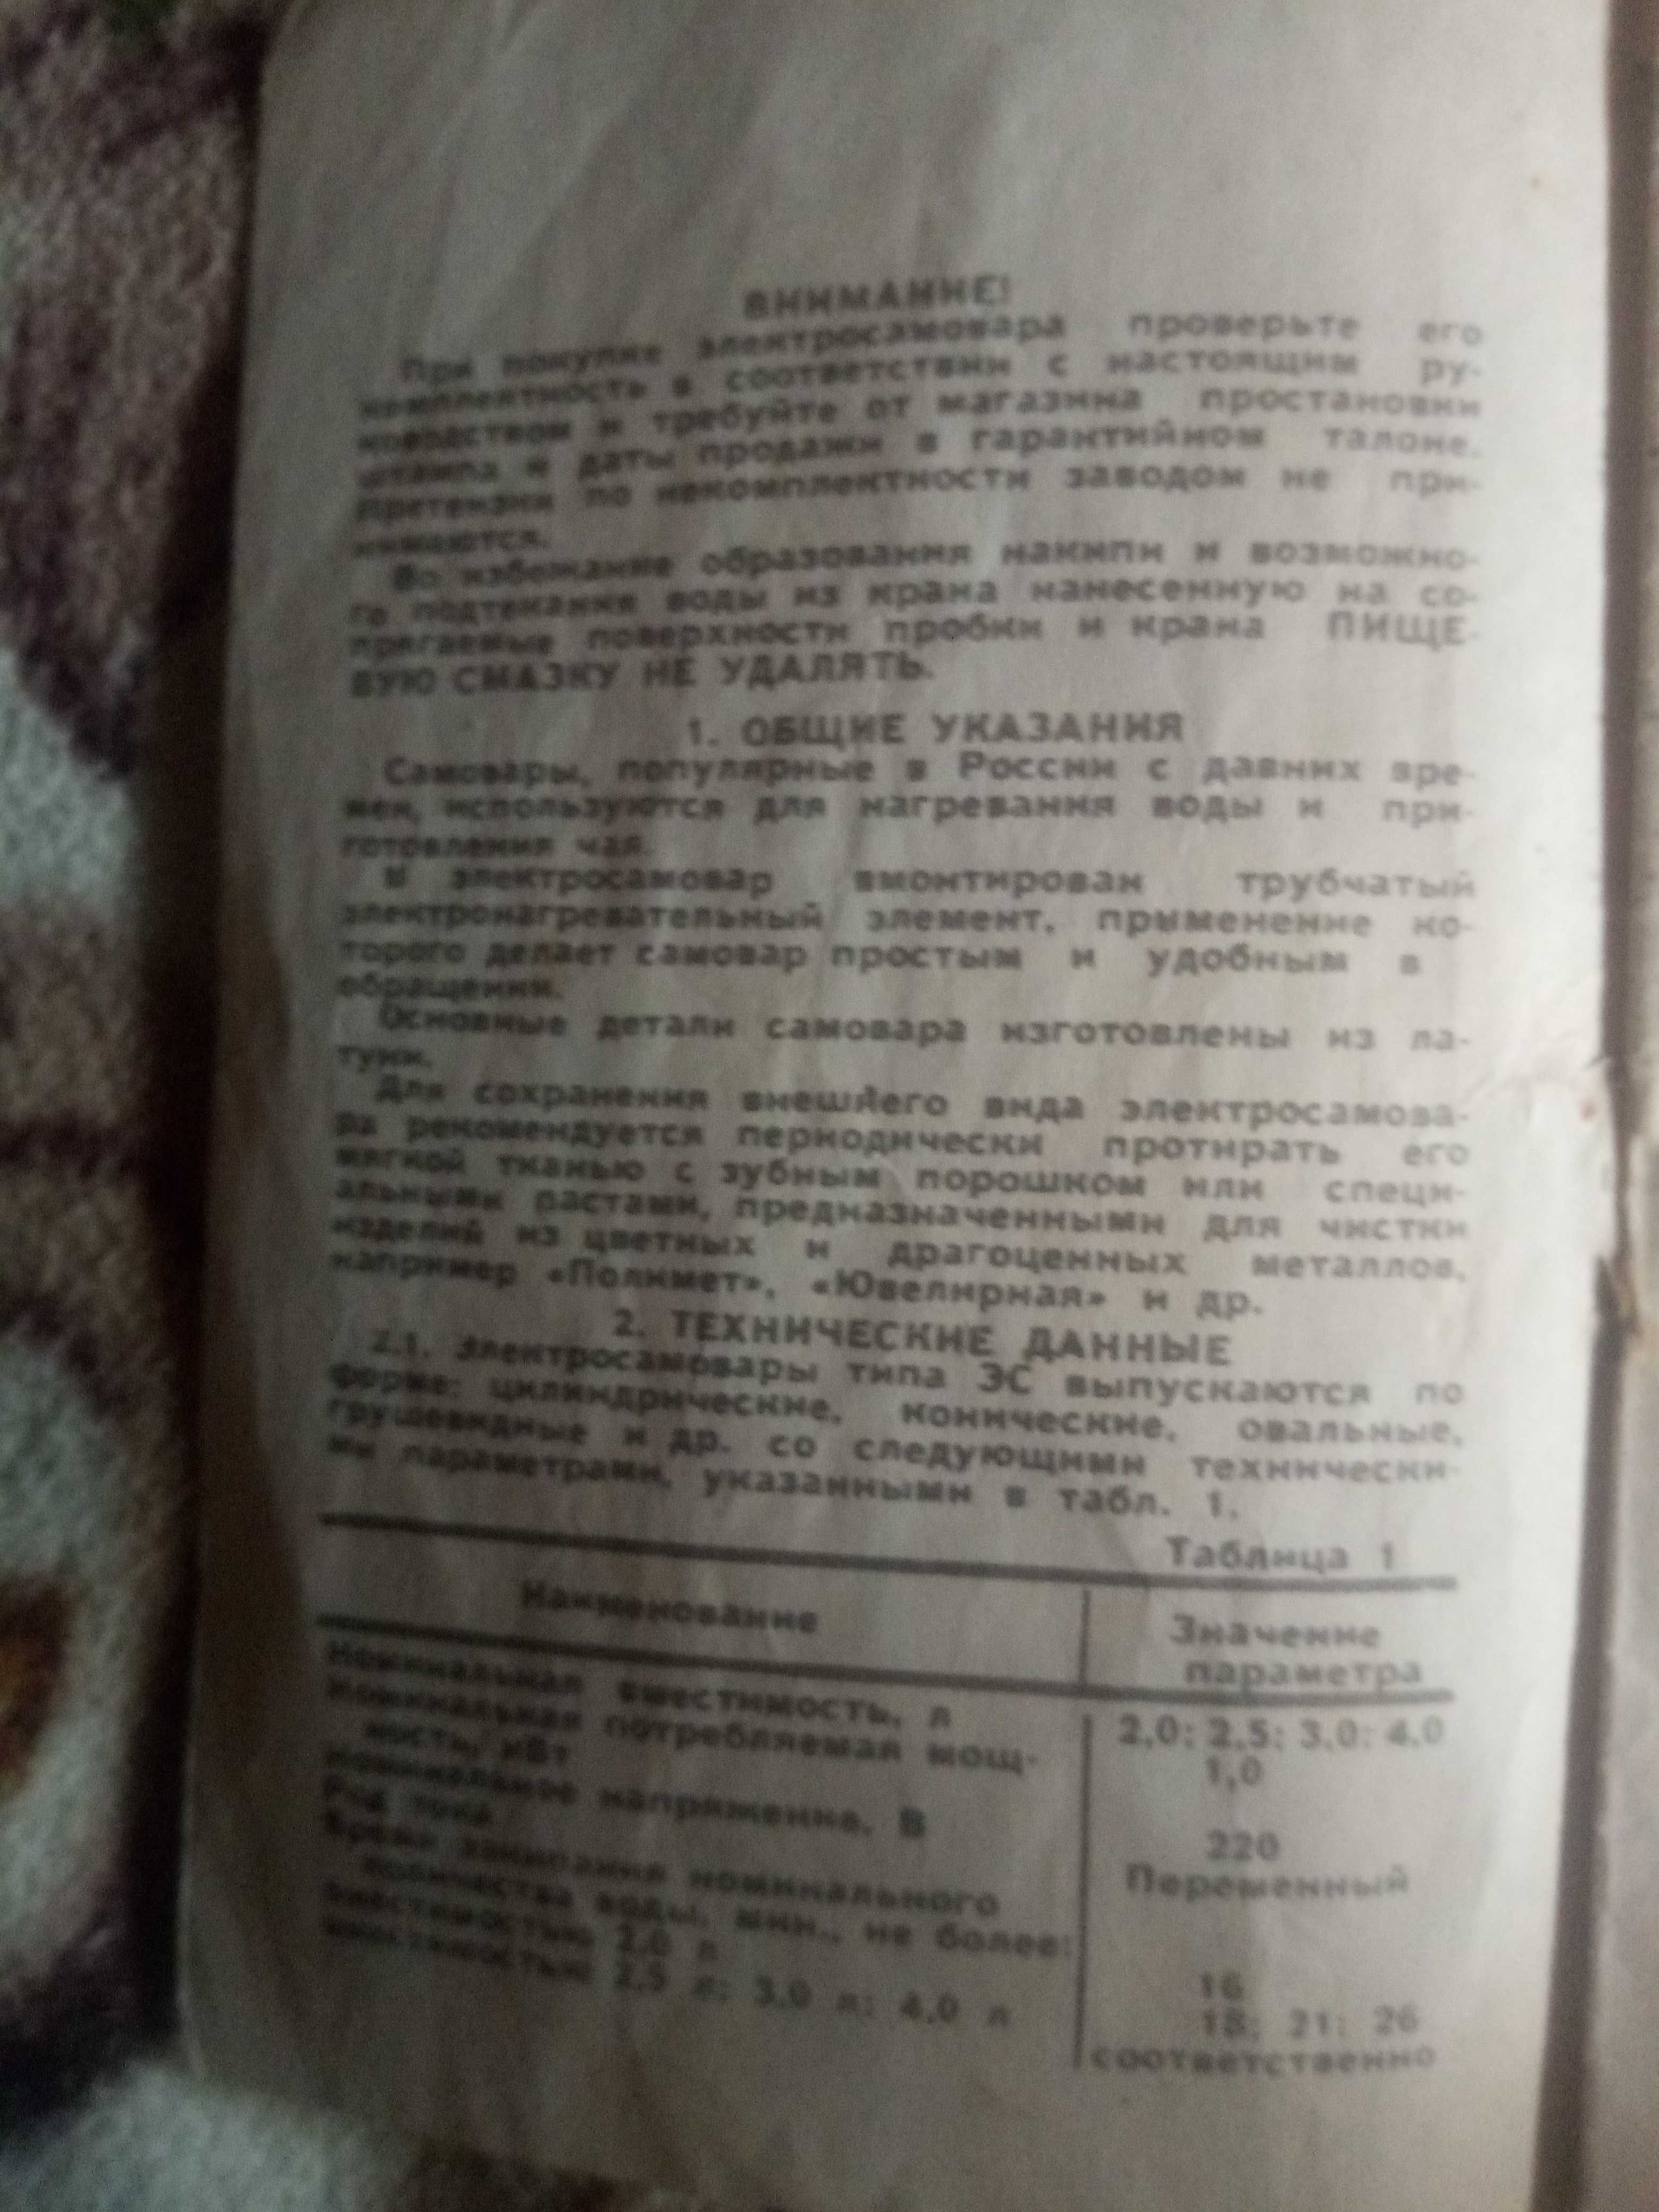 ВНИМАНИЕ!
При покупке электросамовара проверьте его
комплектность в соответствии с настоящим ру-
ководством и требуйте от магазина простановки
штампа и даты продажи в гарантийном талоне.
Претензии по некомплектности заводом не при-
нимаются.
Во избежание образования накипи и возможно-
го подтекания воды из крана нанесенную на со-
прягаемые поверхности пробки и крана ПИЩЕ-
ВУЮ СМАЗКУ НЕ УДАЛЯТЬ.
1. ОБЩИЕ УКАЗАНИЯ
Самовары, популярные в России с давних вре-
мен, используются для нагревания воды и при-
готовления чая.
В электросамовар вмонтирован трубчатый
электронагревательный элемент, применение ко-
торого делает самовар простым и удобным в
обращении.
Основные детали самовара изготовлены из ла-
туни.
Для сохранения внешнего вида электросамова-
ра рекомендуется периодически протирать его
мягкой тканью с зубным порошком или специ-
альными пастами, предназначенными для чистки
изделий из цветных и драгоценных металлов,
например «Полимет», «Ювелирная» и др.
2. ТЕХНИЧЕСКИЕ ДАННЫЕ
2.1. Электросамовары типа ЭС выпускаются по
форме: цилиндрические, конические, овальные,
грушевидные и др. со следующими технически-
ми параметрами, указанными в табл. 1.
Таблица 1
Наименование
Значение
параметра
Номинальная вместимость, л
2,0; 2,5; 3,0; 4,0
Номинальная потребляемая мощ-
ность, кВт
1,0
Номинальное напряжение, В
220
Род тока
Переменный
Время закипания номинального
количества воды, мин., не более:
вместимостью 2,0 л
16
вместимостью 2,5 л; 3,0 л; 4,0 л
18; 21; 26
соответственно